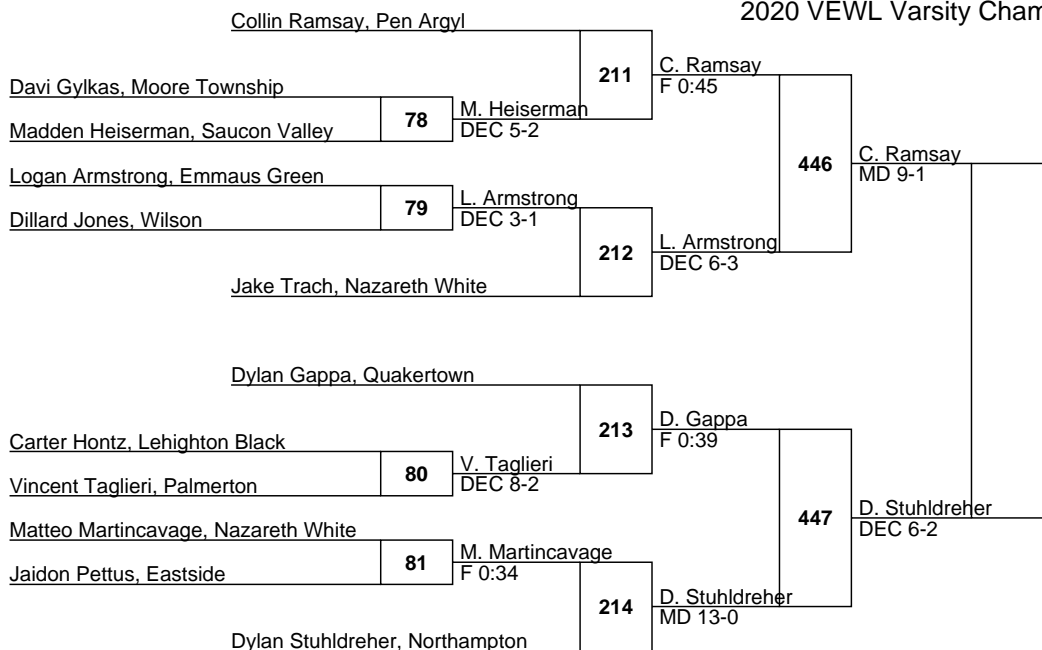 2020 VEWL Varsity Cham
Collin Ramsay, Pen Argyl
211
C. Ramsay
F 0:45
Davi Gylkas, Moore Township
78
M. Heiserman
DEC 5-2
Madden Heiserman, Saucon Valley
446
C. Ramsay
MD 9-1
Logan Armstrong, Emmaus Green
79
L. Armstrong
DEC 3-1
Dillard Jones, Wilson
212
L. Armstrong
DEC 6-3
Jake Trach, Nazareth White
Dylan Gappa, Quakertown
213
D. Gappa
F 0:39
Carter Hontz, Lehighton Black
80
V. Taglieri
DEC 8-2
Vincent Taglieri, Palmerton
447
D. Stuhldreher
DEC 6-2
Matteo Martincavage, Nazareth White
81
M. Martincavage
F 0:34
Jaidon Pettus, Eastside
214
D. Stuhldreher
MD 13-0
Dylan Stuhldreher, Northampton